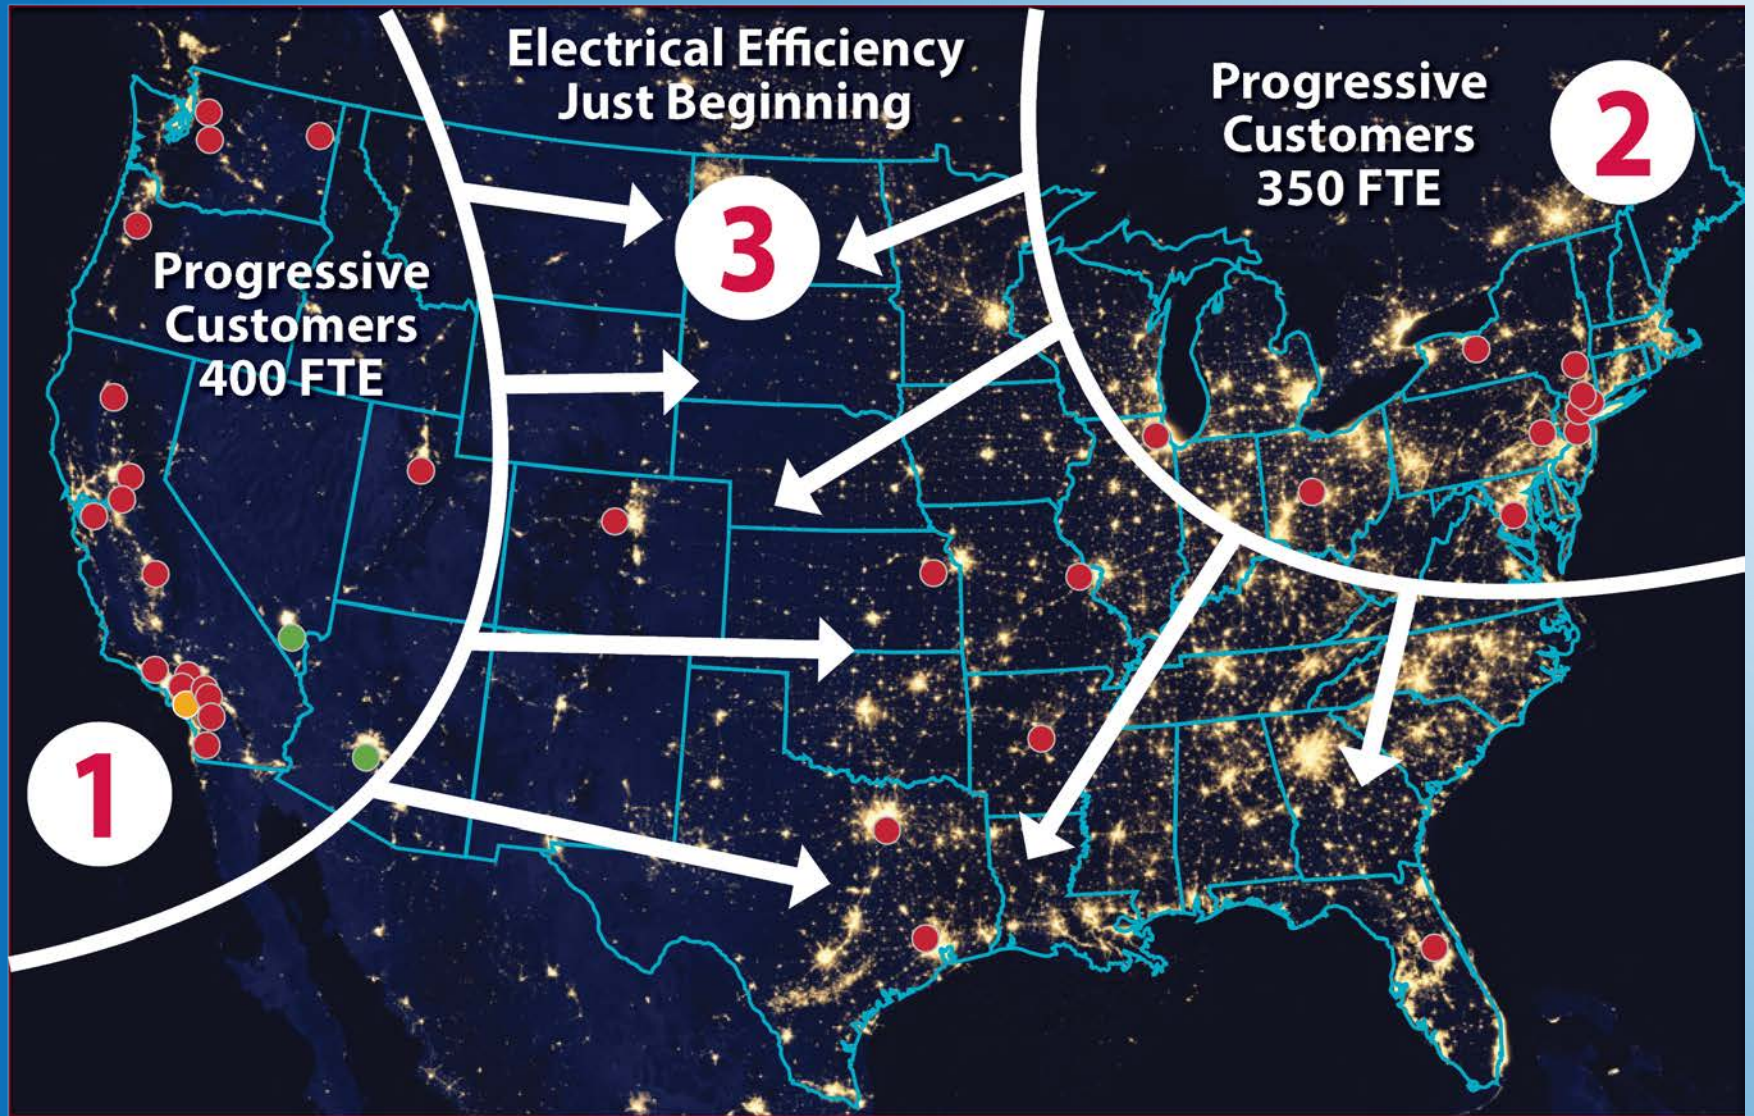 Electrical Efficiency
Just Beginning
Progressive
Customers
350 FTE
2
3
Progressive
Customers
400 FTE
1